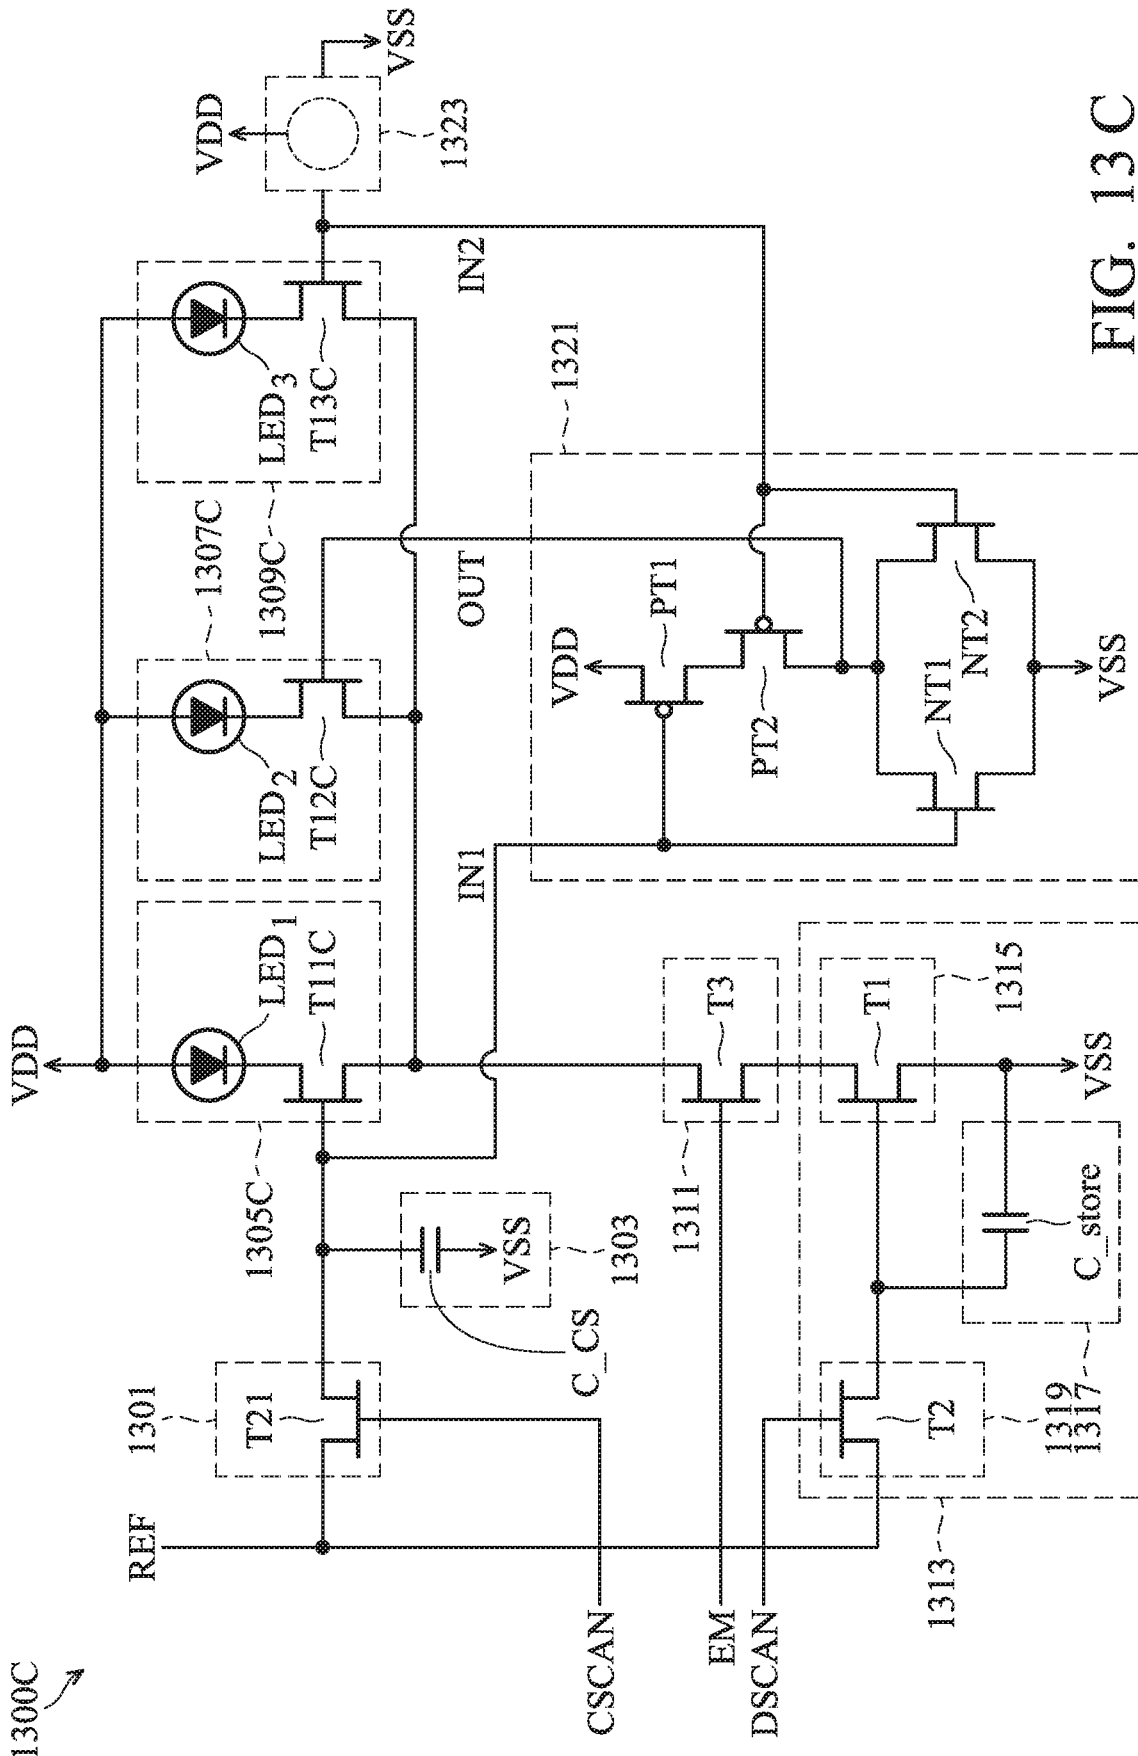 1300C
REF
CSCAN
EM
DSCAN
1301
T21
C_CS
VSS
1303
VDD
LED1
T11C
1305C
LED2
T12C
1307C
LED3
T13C
1309C
VDD
VSS
1323
IN1
OUT
IN2
1321
VDD
PT1
PT2
NT1
NT2
VSS
1311
T3
T1
1315
VSS
C_store
T2
1319
1317
1313
FIG. 13 C